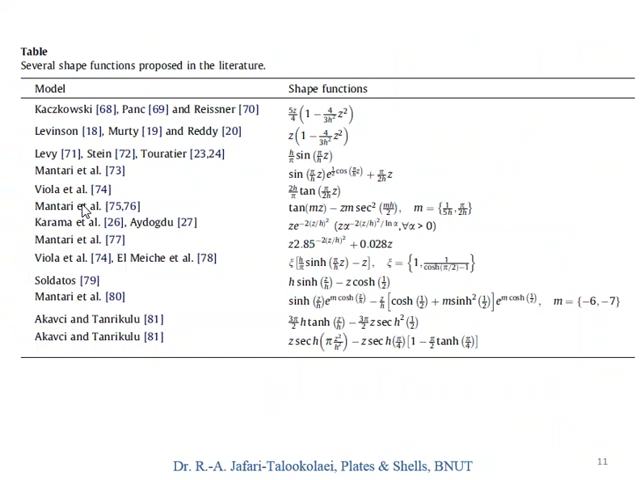 Table
Several shape functions proposed in the literature.
Model Shape functions
Kaczkowski [68], Panc [69] and Reissner [70] 5z/4 (1 − 4/3h² z²)
Levinson [18], Murty [19] and Reddy [20] z(1 − 4/3h² z²)
Levy [71], Stein [72], Touratier [23,24] h/π sin (π/h z)
Mantari et al. [73] sin (π/h z)e^(1/2 cos(π/h z)) + π/2h z
Viola et al. [74] 2h/π tan (π/2h z)
Mantari et al. [75,76] tan(mz) − zm sec² (mh/2), m = {1/5h, π/2h}
Karama et al. [26], Aydogdu [27] ze^(−2(z/h)²) (zα^(−2(z/h)²/ln α), ∀α > 0)
Mantari et al. [77] z2.85^(−2(z/h)²) + 0.028z
Viola et al. [74], El Meiche et al. [78] ξ[h/π sinh (π/h z) − z], ξ = {1, 1/cosh(π/2)−1}
Soldatos [79] h sinh (z/h) − z cosh (1/2)
Mantari et al. [80] sinh (z/h)e^(m cosh (z/h)) − z/h [cosh (1/2) + m sinh² (1/2)]e^(m cosh (1/2)), m = {−6, −7}
Akavci and Tanrikulu [81] 3π/2 h tanh (z/h) − 3π/2 z sec h² (1/2)
Akavci and Tanrikulu [81] z sec h(π z²/h²) − z sec h(π/4)[1 − π/2 tanh (π/4)]
Dr. R.-A. Jafari-Talookolaei, Plates & Shells, BNUT
11